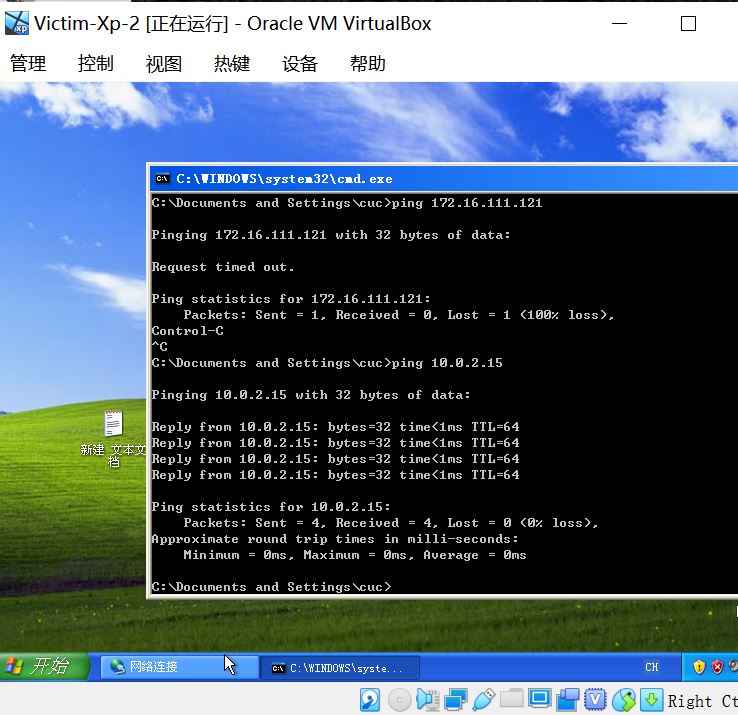 Victim-Xp-2 [正在运行] - Oracle VM VirtualBox
管理 控制 视图 热键 设备 帮助
C:\WINDOWS\system32\cmd.exe
C:\Documents and Settings\cuc>ping 172.16.111.121
Pinging 172.16.111.121 with 32 bytes of data:
Request timed out.
Ping statistics for 172.16.111.121:
Packets: Sent = 1, Received = 0, Lost = 1 (100% loss),
Control-C
^C
C:\Documents and Settings\cuc>ping 10.0.2.15
Pinging 10.0.2.15 with 32 bytes of data:
Reply from 10.0.2.15: bytes=32 time<1ms TTL=64
Reply from 10.0.2.15: bytes=32 time<1ms TTL=64
Reply from 10.0.2.15: bytes=32 time<1ms TTL=64
Reply from 10.0.2.15: bytes=32 time<1ms TTL=64
Ping statistics for 10.0.2.15:
Packets: Sent = 4, Received = 4, Lost = 0 (0% loss),
Approximate round trip times in milli-seconds:
Minimum = 0ms, Maximum = 0ms, Average = 0ms
C:\Documents and Settings\cuc>
新建 文本文
档
开始 网络连接 C:\WINDOWS\syste... CH
Right Ct